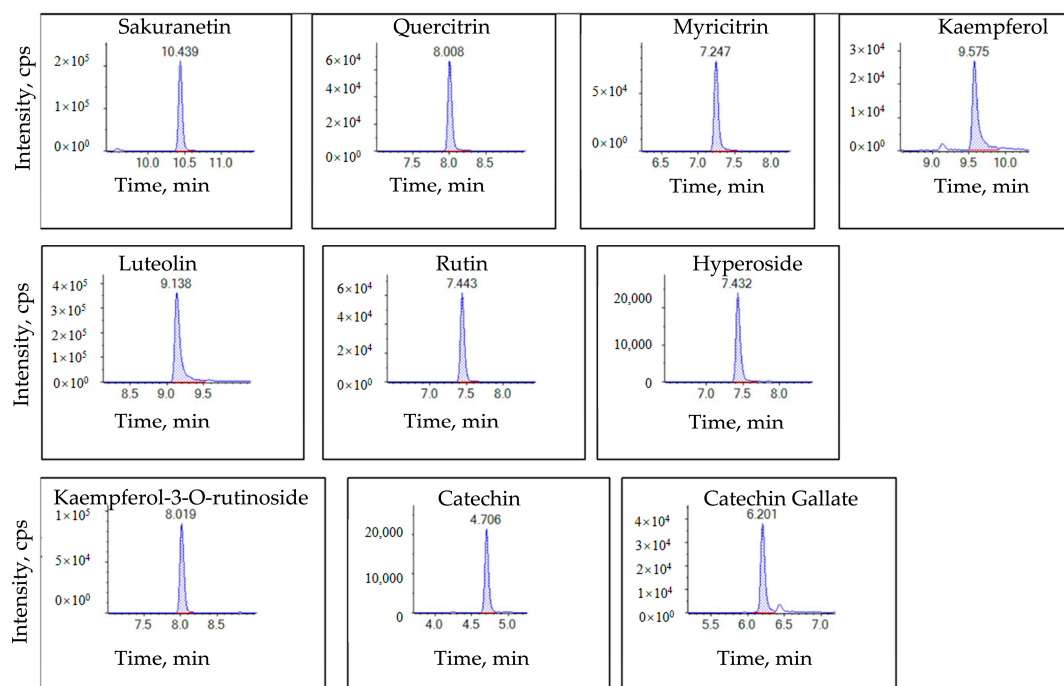 Sakuranetin Quercitrin Myricitrin Kaempferol
10.439 8.008 7.247 9.575
Intensity, cps
2×10⁵
1×10⁵
0×10⁰
10.0 10.5 11.0
Time, min
6×10⁴
4×10⁴
2×10⁴
0×10⁰
7.5 8.0 8.5
Time, min
5×10⁴
0×10⁰
6.5 7.0 7.5 8.0
Time, min
3×10⁴
2×10⁴
1×10⁴
0×10⁰
9.0 9.5 10.0
Time, min
Luteolin Rutin Hyperoside
9.138 7.443 7.432
Intensity, cps
4×10⁵
3×10⁵
2×10⁵
1×10⁵
0×10⁰
8.5 9.0 9.5
Time, min
6×10⁴
4×10⁴
2×10⁴
0×10⁰
7.0 7.5 8.0
Time, min
20,000
10,000
0
7.0 7.5 8.0
Time, min
Kaempferol-3-O-rutinoside Catechin Catechin Gallate
8.019 4.706 6.201
Intensity, cps
1×10⁵
5×10⁴
0×10⁰
7.5 8.0 8.5
Time, min
20,000
10,000
0
4.0 4.5 5.0
Time, min
4×10⁴
3×10⁴
2×10⁴
1×10⁴
0×10⁰
5.5 6.0 6.5 7.0
Time, min